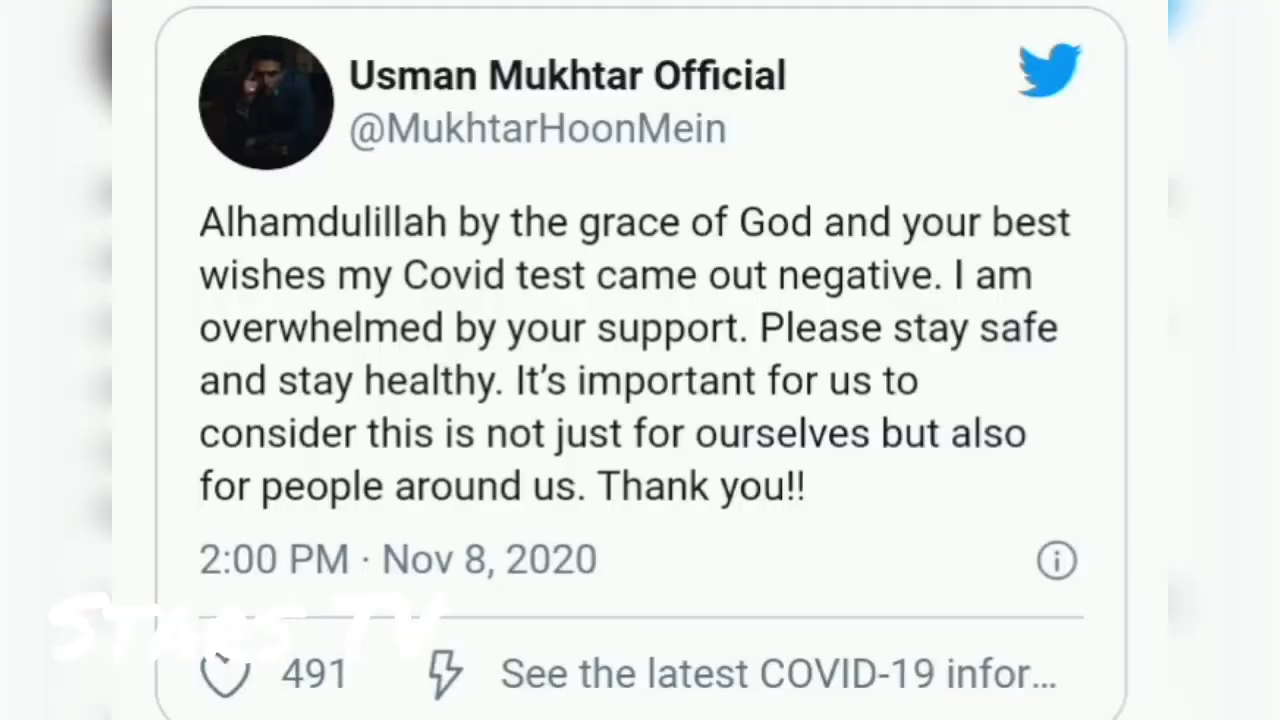 Usman Mukhtar Official
@MukhtarHoonMein
Alhamdulillah by the grace of God and your best
wishes my Covid test came out negative. I am
overwhelmed by your support. Please stay safe
and stay healthy. It’s important for us to
consider this is not just for ourselves but also
for people around us. Thank you!!
2:00 PM · Nov 8, 2020
STARS TV
491 See the latest COVID-19 infor...